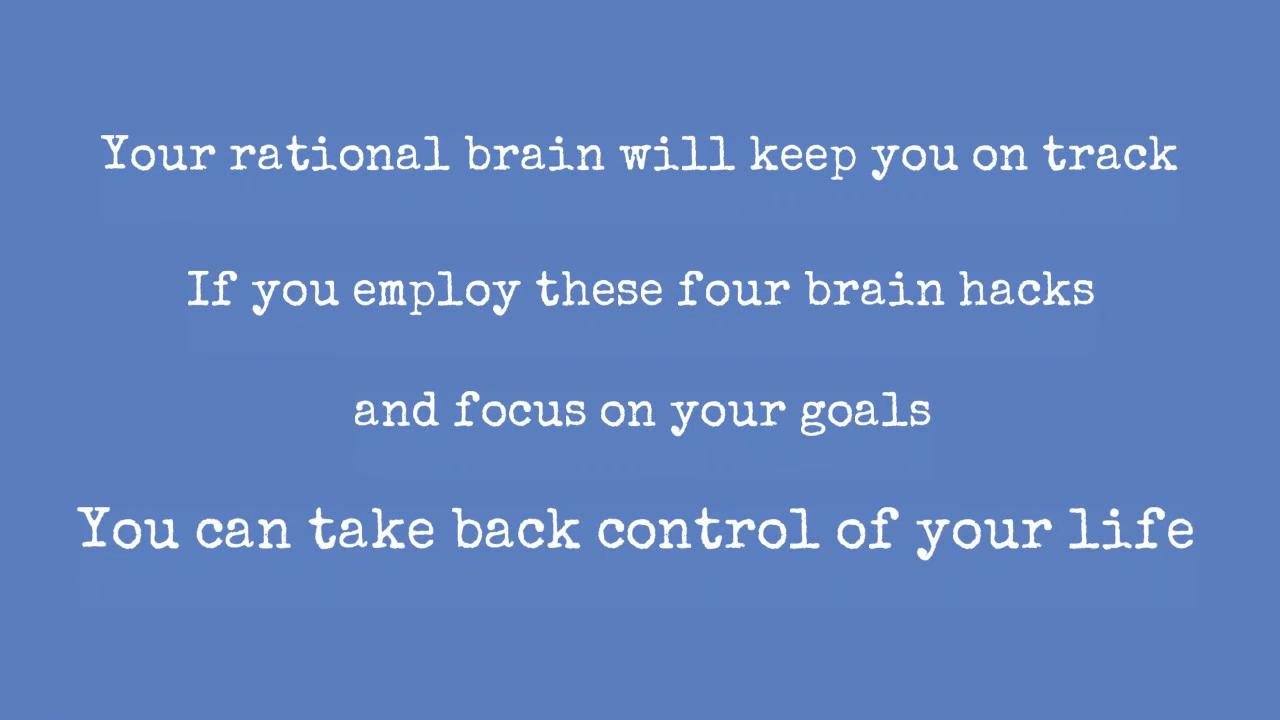 Your rational brain will keep you on track
If you employ these four brain hacks
and focus on your goals
You can take back control of your life